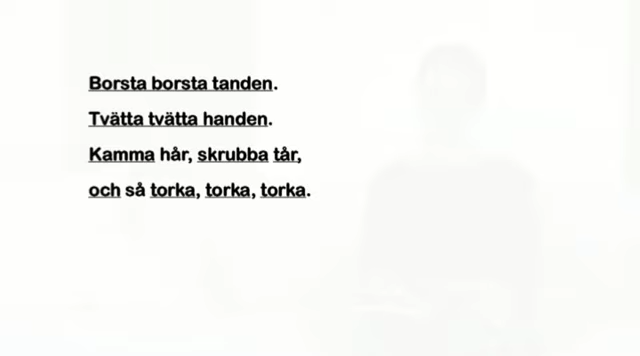 Borsta borsta tanden.
Tvätta tvätta handen.
Kamma hår, skrubba tår,
och så torka, torka, torka.